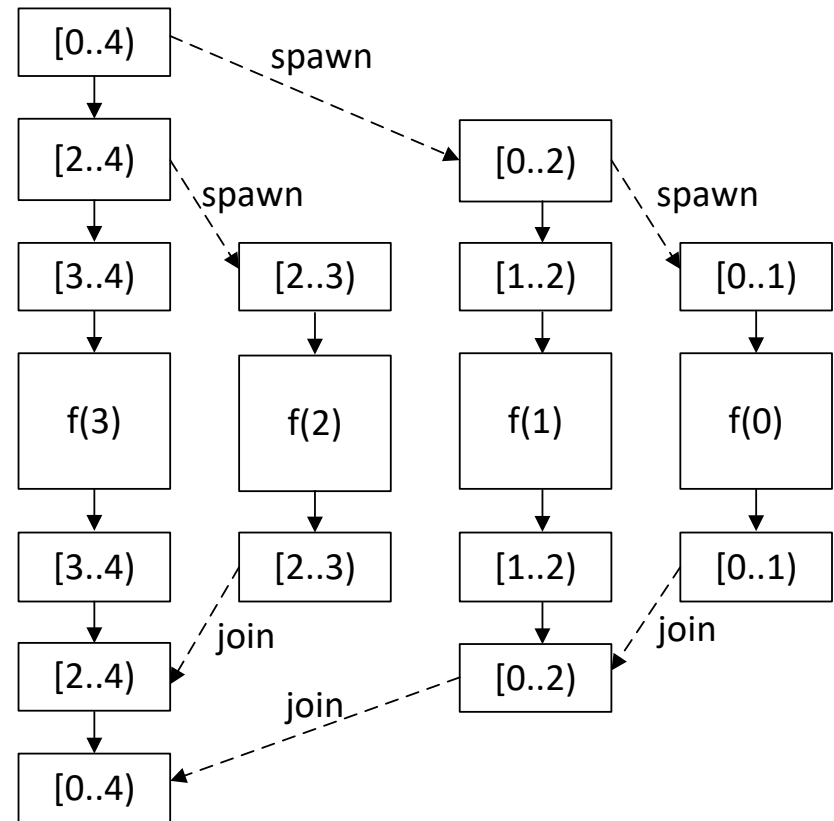 [0..4)
spawn
[2..4)
[0..2)
spawn
spawn
[3..4)
[2..3)
[1..2)
[0..1)
f(3)
f(2)
f(1)
f(0)
[3..4)
[2..3)
[1..2)
[0..1)
join
join
[2..4)
[0..2)
join
[0..4)